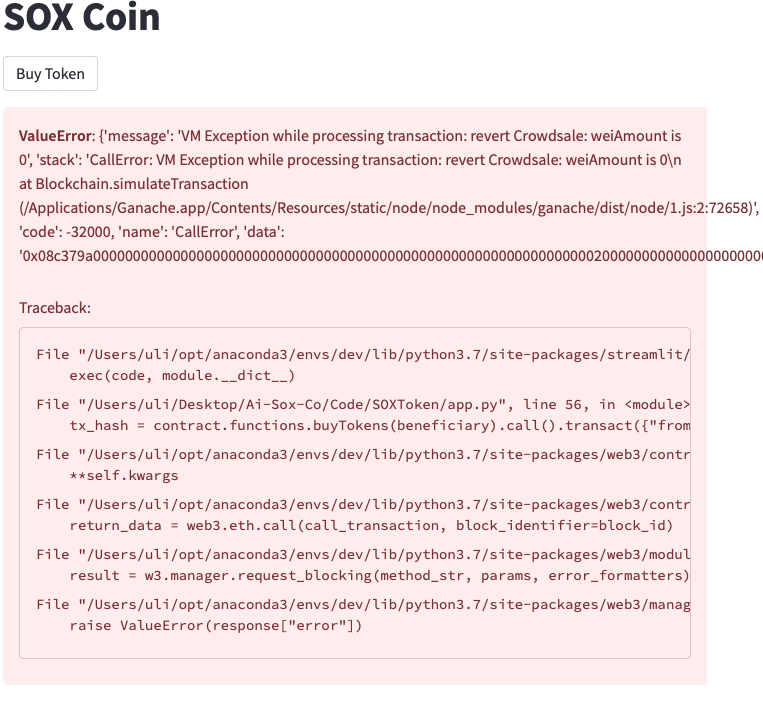 SOX Coin
Buy Token
ValueError: {'message': 'VM Exception while processing transaction: revert Crowdsale: weiAmount is
0', 'stack': 'CallError: VM Exception while processing transaction: revert Crowdsale: weiAmount is 0\n
at Blockchain.simulateTransaction
(/Applications/Ganache.app/Contents/Resources/static/node/node_modules/ganache/dist/node/1.js:2:72658)',
'code': -32000, 'name': 'CallError', 'data':
Traceback:
File "/Users/uli/opt/anaconda3/envs/dev/lib/python3.7/site-packages/streamlit/
exec(code, module.__dict__)
File "/Users/uli/Desktop/Ai-Sox-Co/Code/SOXToken/app.py", line 56, in <module>
tx_hash = contract.functions.buyTokens(beneficiary).call().transact({"from
File "/Users/uli/opt/anaconda3/envs/dev/lib/python3.7/site-packages/web3/contr
**self.kwargs
File "/Users/uli/opt/anaconda3/envs/dev/lib/python3.7/site-packages/web3/contr
return_data = web3.eth.call(call_transaction, block_identifier=block_id)
File "/Users/uli/opt/anaconda3/envs/dev/lib/python3.7/site-packages/web3/modul
result = w3.manager.request_blocking(method_str, params, error_formatters)
File "/Users/uli/opt/anaconda3/envs/dev/lib/python3.7/site-packages/web3/manag
raise ValueError(response["error"])